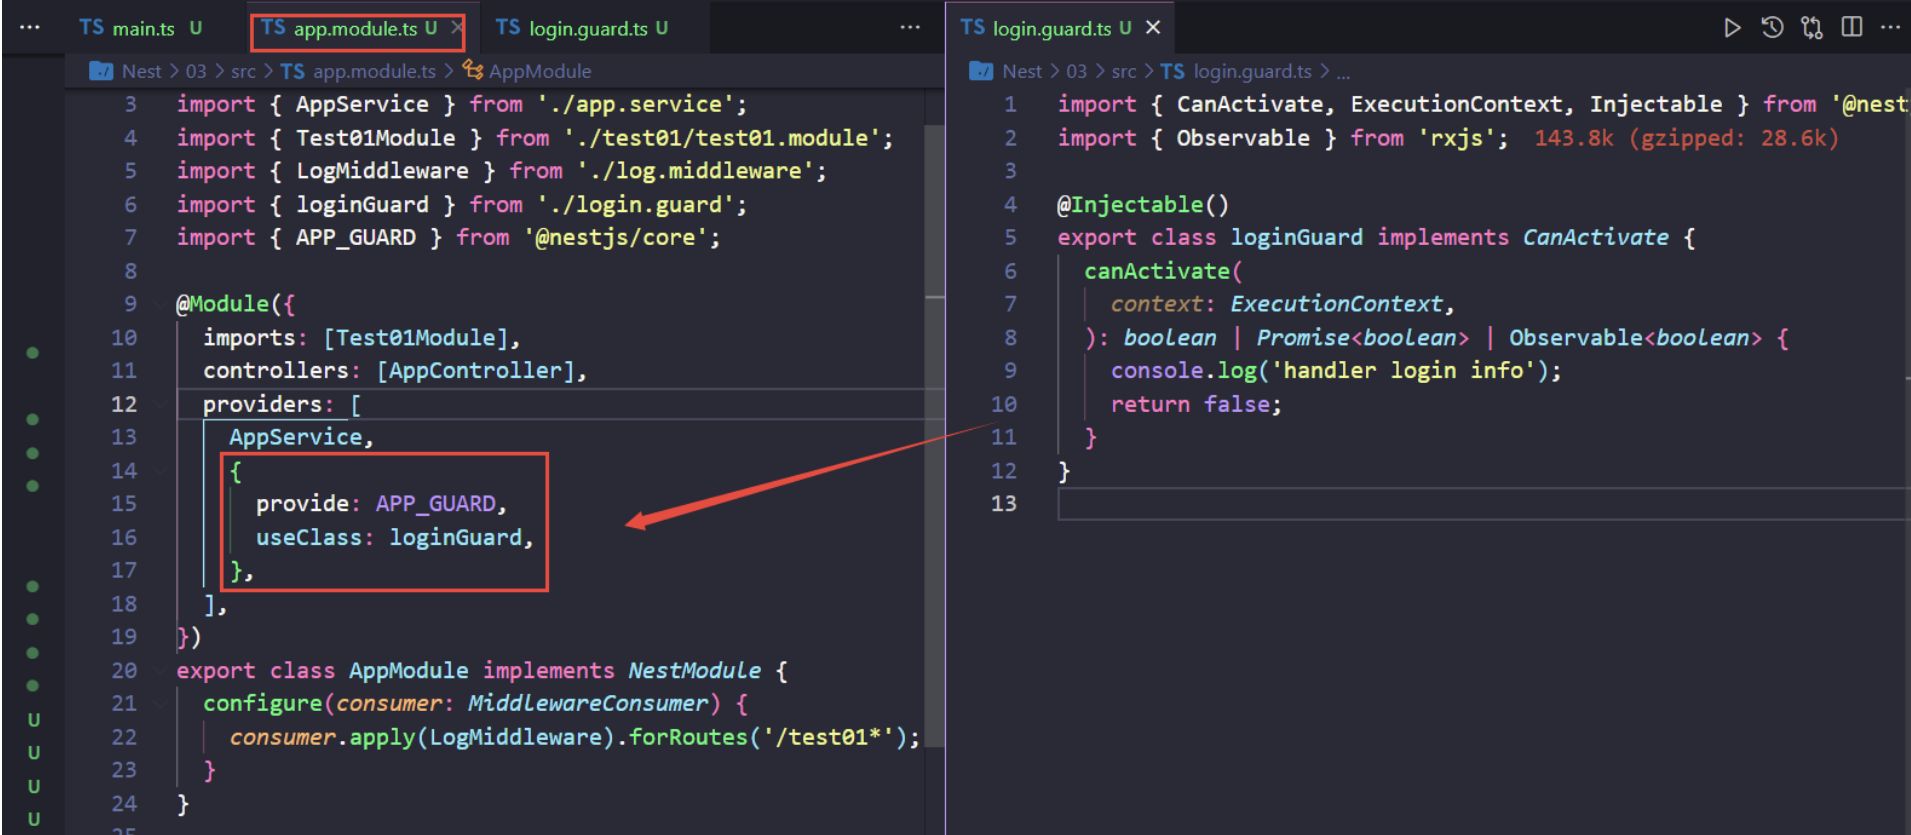 ··· TS main.ts U TS app.module.ts U × TS login.guard.ts U ···
Nest > 03 > src > TS app.module.ts > AppModule
3 import { AppService } from './app.service';
4 import { Test01Module } from './test01/test01.module';
5 import { LogMiddleware } from './log.middleware';
6 import { loginGuard } from './login.guard';
7 import { APP_GUARD } from '@nestjs/core';
8
9 @Module({
10 imports: [Test01Module],
11 controllers: [AppController],
12 providers: [
13 AppService,
14 {
15 provide: APP_GUARD,
16 useClass: loginGuard,
17 },
18 ],
19 })
20 export class AppModule implements NestModule {
21 configure(consumer: MiddlewareConsumer) {
22 consumer.apply(LogMiddleware).forRoutes('/test01*');
23 }
24 }
U
U
U
U
TS login.guard.ts U × ···
Nest > 03 > src > TS login.guard.ts > ...
1 import { CanActivate, ExecutionContext, Injectable } from '@nest
2 import { Observable } from 'rxjs'; 143.8k (gzipped: 28.6k)
3
4 @Injectable()
5 export class loginGuard implements CanActivate {
6 canActivate(
7 context: ExecutionContext,
8 ): boolean | Promise<boolean> | Observable<boolean> {
9 console.log('handler login info');
10 return false;
11 }
12 }
13